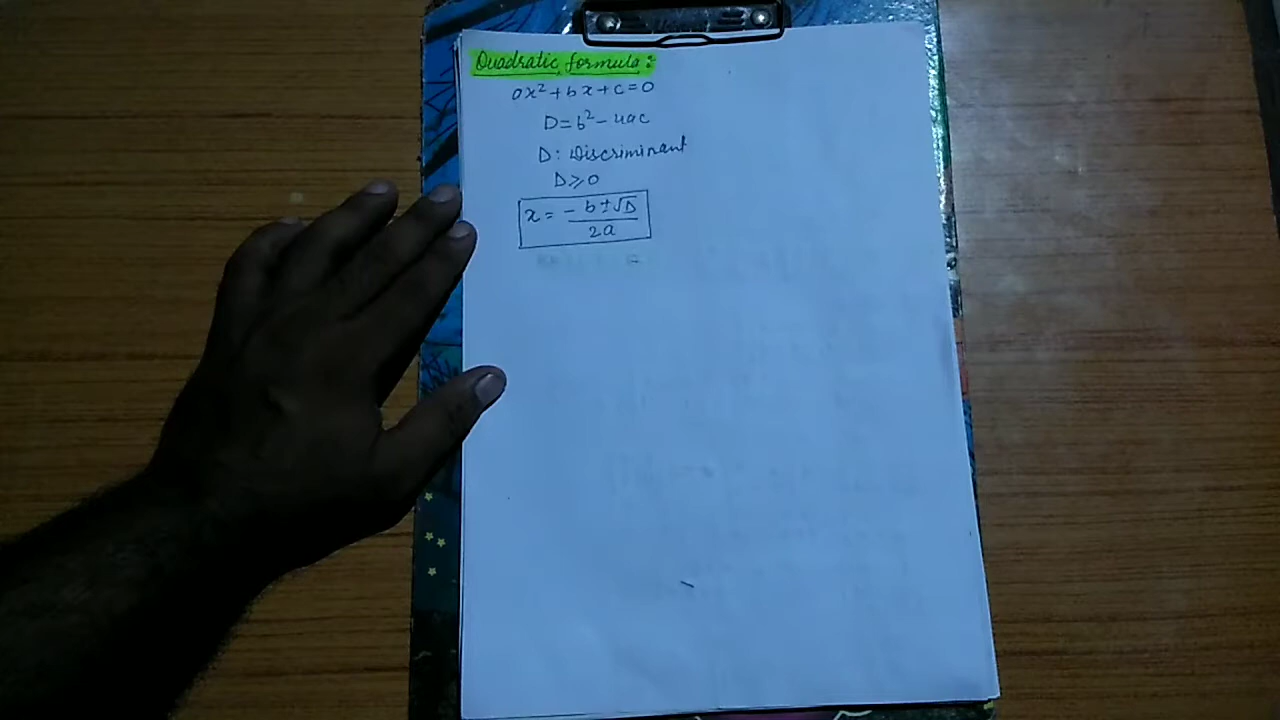 Quadratic formula:
ax²+bx+c=0
D=b²-4ac
D: Discriminant
D⩾0
x = (-b±√D)/2a